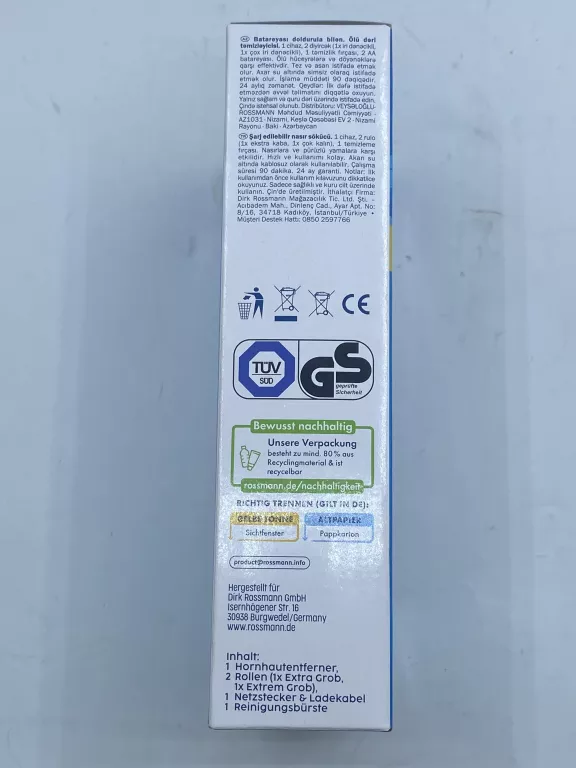 AZ Batareyası doldurula bilən. Ölü dəri
təmizləyicisi. 1 cihaz, 2 diyircək (1x iri dənəcikli,
1x çox iri dənəcikli), 1 təmizlik fırçası, 2 AA
batareyası. Ölü hüceyrələrə və döyənəklərə
qarşı effektivdir. Tez və asan istifadə etmək
olur. Axar su altında simsiz olaraq istifadə
etmək olar. İşləmə müddəti 90 dəqiqədir.
24 aylıq zəmanət. Qeydlər: İlk dəfə istifadə
etməzdən əvvəl təlimatını diqqətlə oxuyun.
Yalnız sağlam və quru dəri üzərində istifadə edin.
Çində istehsal olunub. Distributoru: VEYSƏLOĞLU-
ROSSMANN Məhdud Məsuliyyətli Cəmiyyəti -
AZ1031 - Nizami, Keşlə Qəsəbəsi EV 2 - Nizami
Rayonu - Bakı - Azərbaycan
TR Şarj edilebilir nasır sökücü. 1 cihaz, 2 rulo
(1x ekstra kaba, 1x çok kalın), 1 temizleme
fırçası. Nasırlara ve pürüzlü yamalara karşı
etkilidir. Hızlı ve kullanımı kolay. Akan su
altında kablosuz olarak kullanılabilir. Çalışma
süresi 90 dakika. 24 ay garanti. Notlar: İlk
kullanımdan önce kullanım kılavuzunu dikkatlice
okuyunuz. Sadece sağlıklı ve kuru cilt üzerinde
kullanın. Çin'de üretilmiştir. İthalatçı Firma:
Dirk Rossmann Mağazacılık Tic. Ltd. Şti. -
Acıbadem Mah., Dinlenç Cad., Ayar Apt. No:
8/16, 34718 Kadıköy, İstanbul/Türkiye •
Müşteri Destek Hattı: 0850 2597766
CE
TÜV
SÜD
GS
geprüfte
Sicherheit
Bewusst nachhaltig
Unsere Verpackung
besteht zu mind. 80% aus
Recyclingmaterial & ist
recycelbar
rossmann.de/nachhaltigkeit
RICHTIG TRENNEN (GILT IN DE):
GELBE TONNE
ALTPAPIER
Sichtfenster
Pappkarton
product@rossmann.info
Hergestellt für
Dirk Rossmann GmbH
Isernhägener Str. 16
30938 Burgwedel/Germany
www.rossmann.de
Inhalt:
1 Hornhautentferner,
2 Rollen (1x Extra Grob,
1x Extrem Grob),
1 Netzstecker & Ladekabel
1 Reinigungsbürste